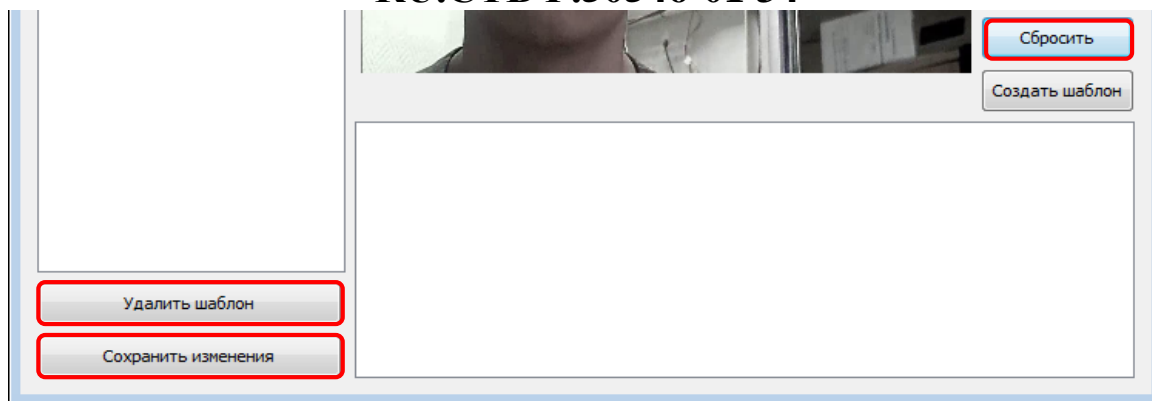 Сбросить
Создать шаблон
Удалить шаблон
Сохранить изменения